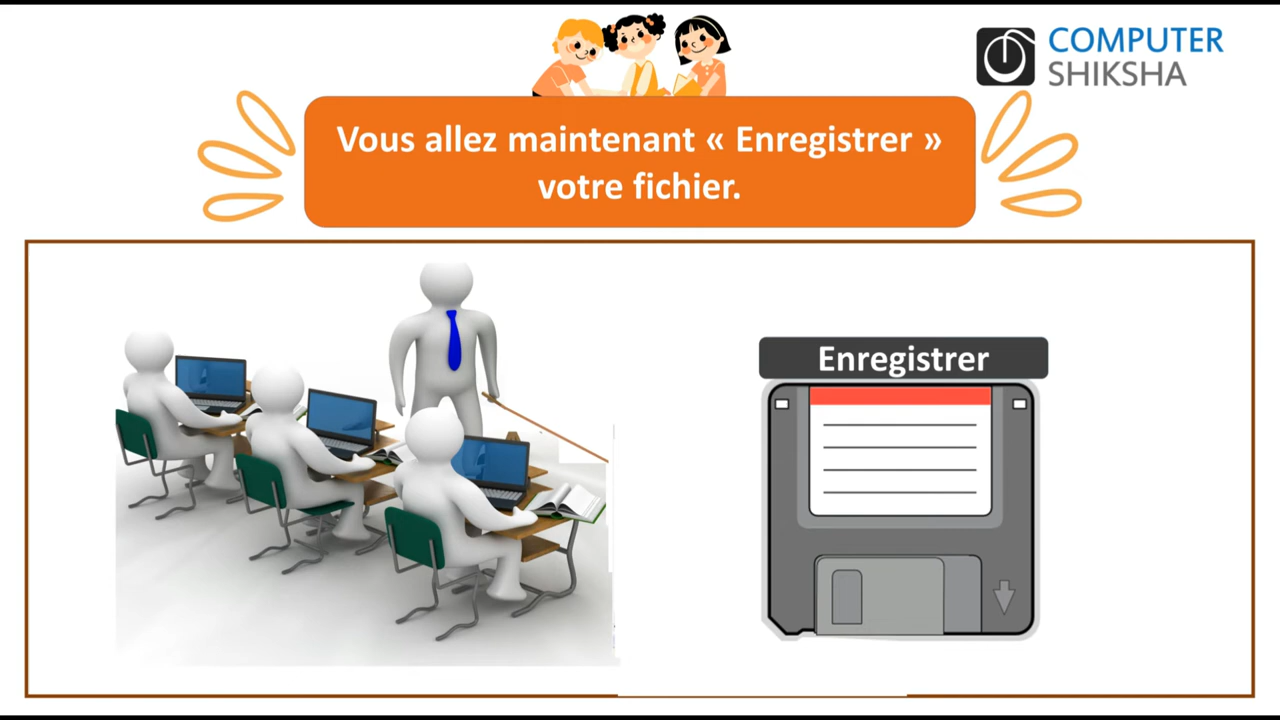 COMPUTER
SHIKSHA
Vous allez maintenant « Enregistrer »
votre fichier.
Enregistrer